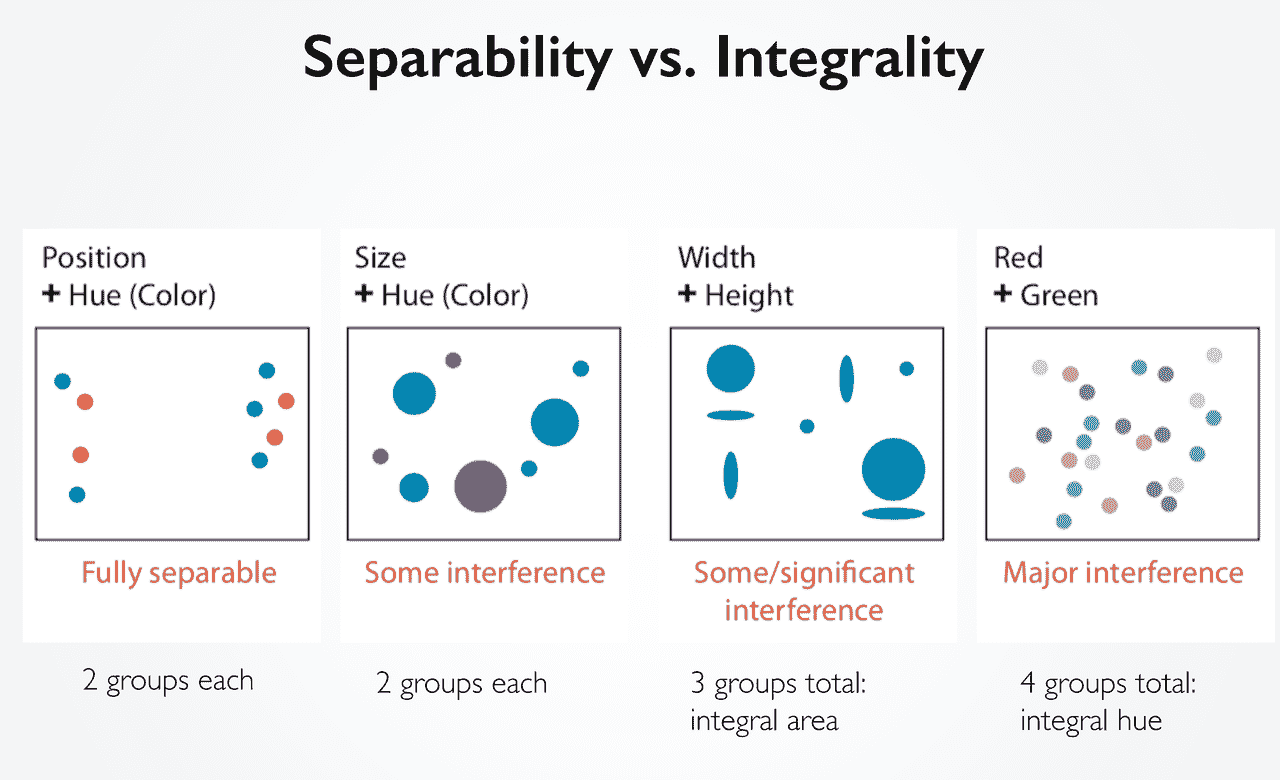 Separability vs. Integrality
Position
+ Hue (Color)
Fully separable
2 groups each
Size
+ Hue (Color)
Some interference
2 groups each
Width
+ Height
Some/significant
interference
3 groups total:
integral area
Red
+ Green
Major interference
4 groups total:
integral hue